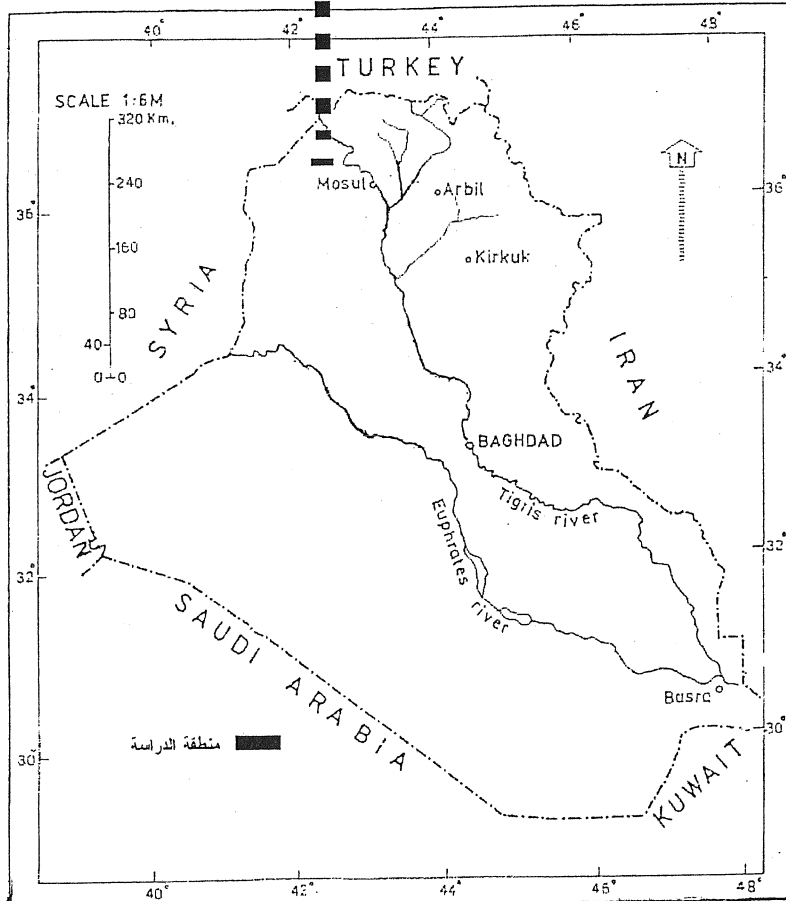 40° 42° 44° 46° 48°
TURKEY
SCALE 1:6M
320 Km.
N
Mosul
Arbil
240
36° 36°
160
Kirkuk
SYRIA
80
IRAN
40
0 0
34° 34°
BAGHDAD
JORDAN
Tigris river
Euphrates river
32° 32°
SAUDI ARABIA
Basra
منطقة الدراسة
30° 30°
KUWAIT
40° 42° 44° 46° 48°